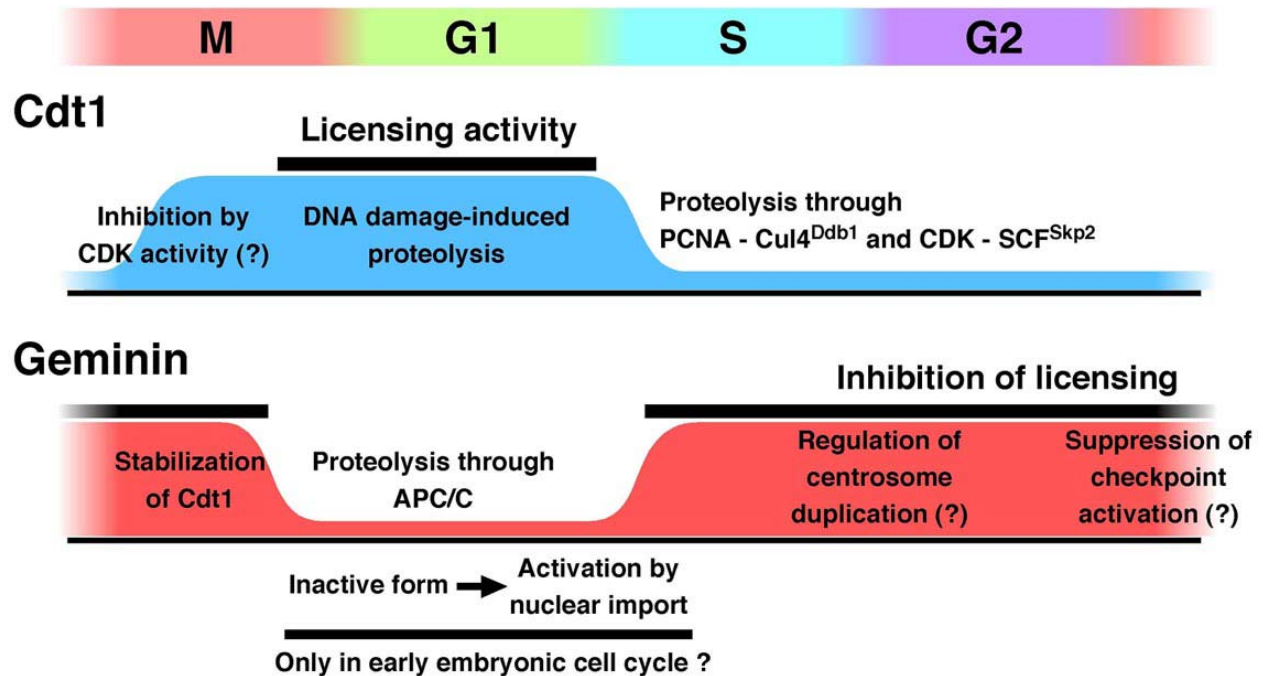 M G1 S G2
Cdt1
Licensing activity
Inhibition by
CDK activity (?)
DNA damage-induced
proteolysis
Proteolysis through
PCNA - Cul4Ddb1 and CDK - SCFSkp2
Geminin
Inhibition of licensing
Stabilization
of Cdt1
Proteolysis through
APC/C
Regulation of
centrosome
duplication (?)
Suppression of
checkpoint
activation (?)
Inactive form
Activation by
nuclear import
Only in early embryonic cell cycle ?